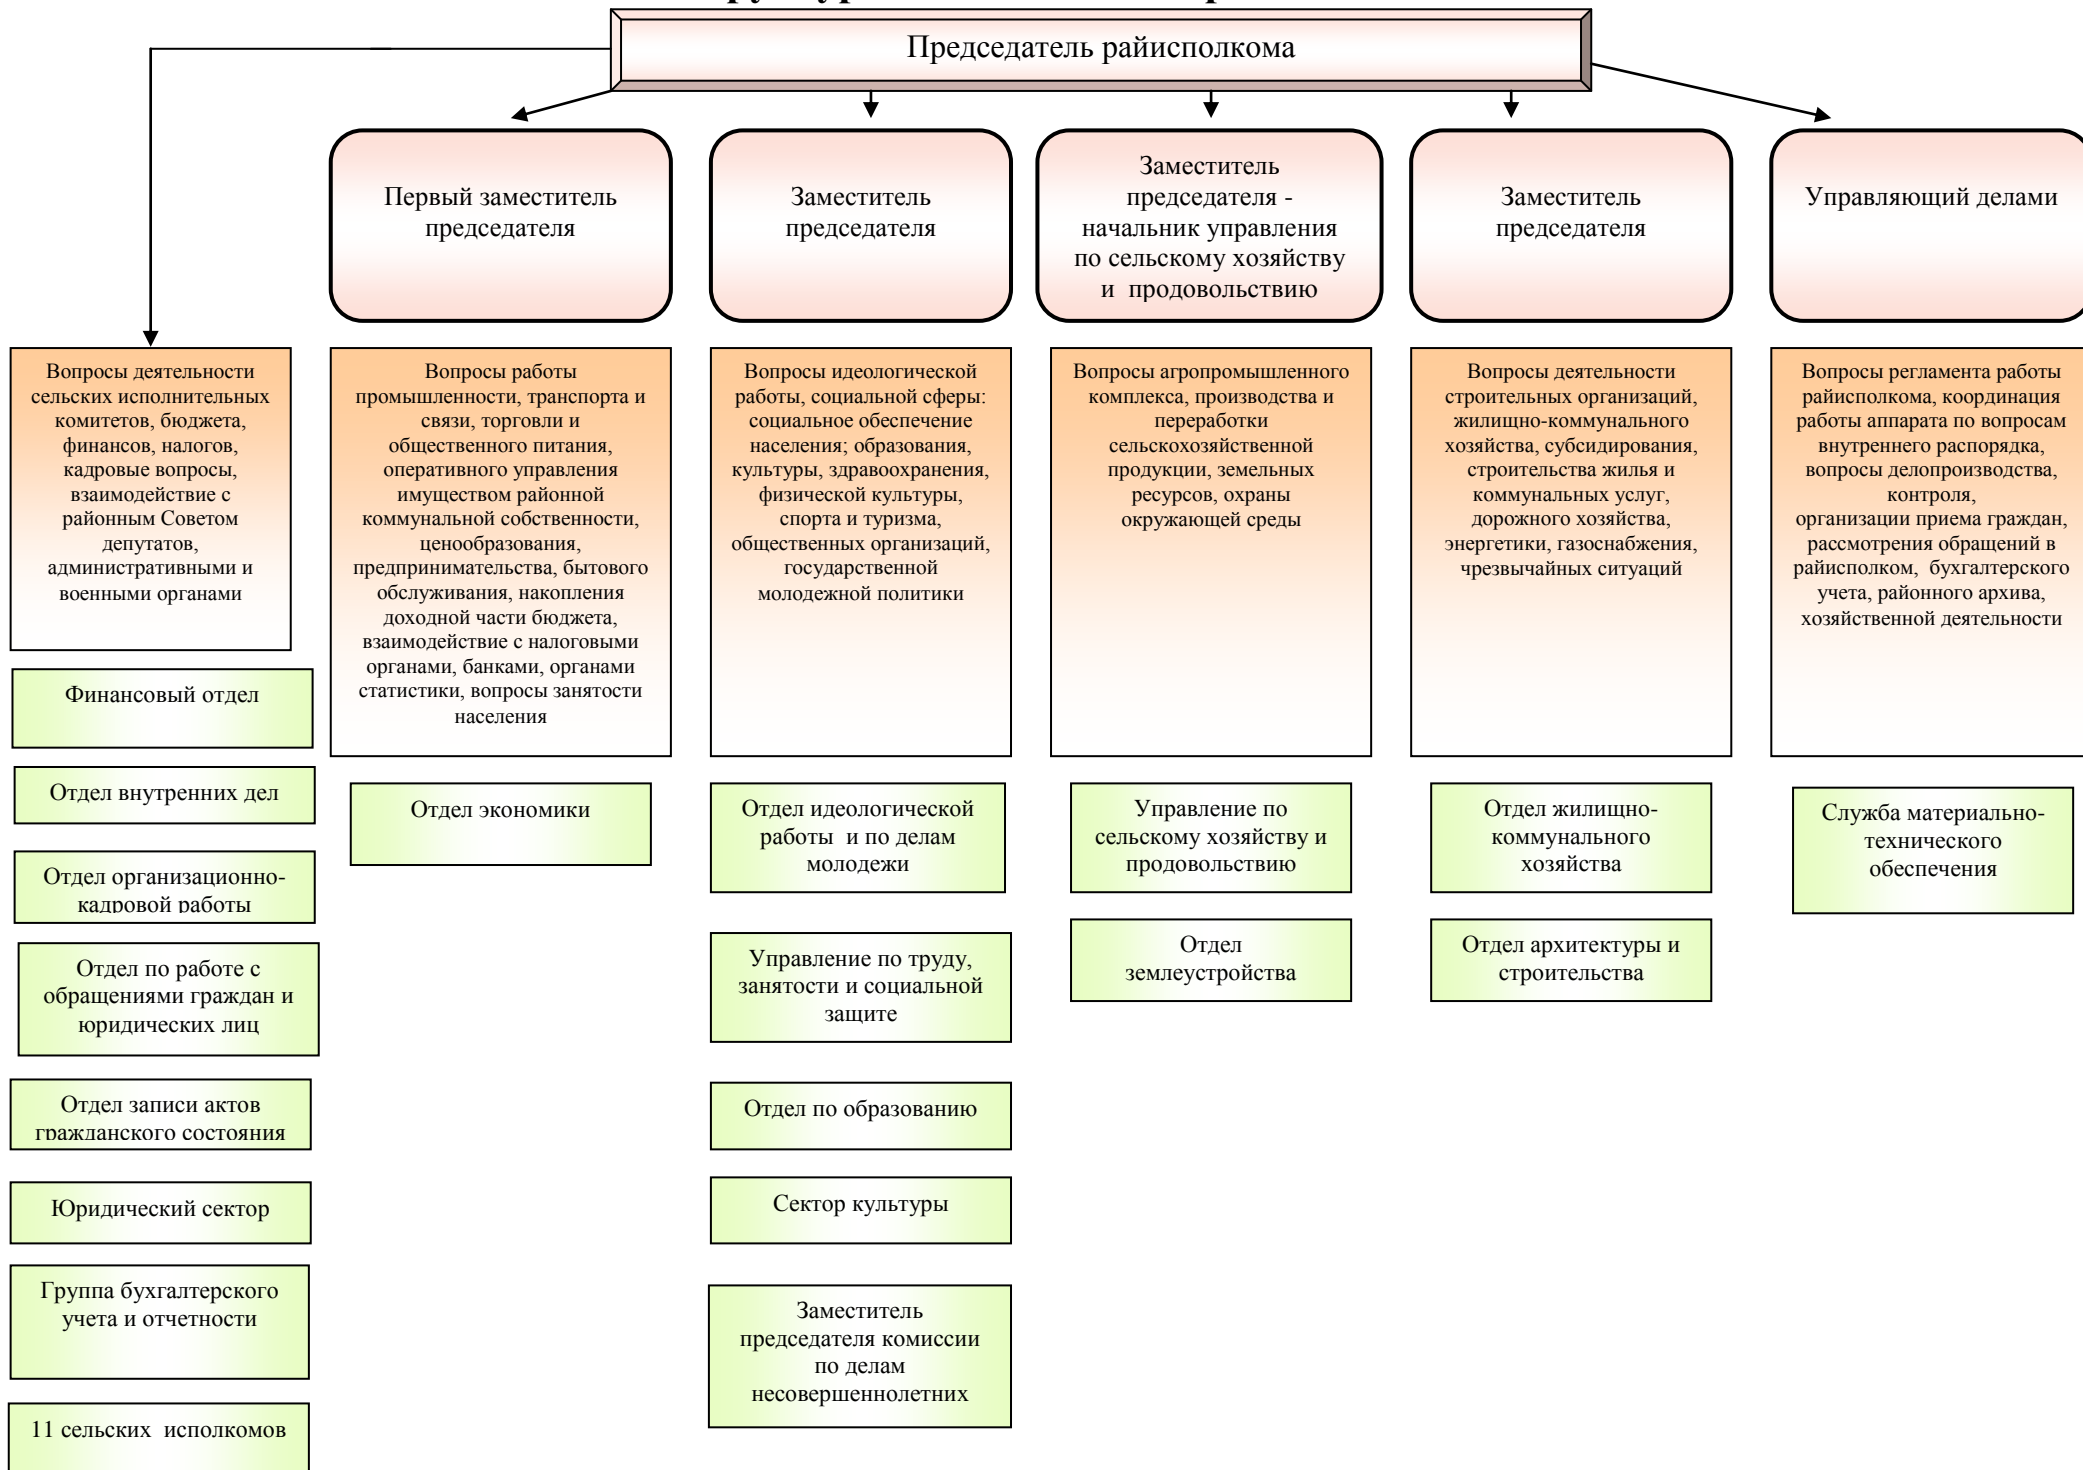 Председатель райисполкома
Первый заместитель
председателя
Заместитель
председателя
Заместитель
председателя -
начальник управления
по сельскому хозяйству
и продовольствию
Заместитель
председателя
Управляющий делами
Вопросы деятельности
сельских исполнительных
комитетов, бюджета,
финансов, налогов,
кадровые вопросы,
взаимодействие с
районным Советом
депутатов,
административными и
военными органами
Вопросы работы
промышленности, транспорта и
связи, торговли и
общественного питания,
оперативного управления
имуществом районной
коммунальной собственности,
ценообразования,
предпринимательства, бытового
обслуживания, накопления
доходной части бюджета,
взаимодействие с налоговыми
органами, банками, органами
статистики, вопросы занятости
населения
Вопросы идеологической
работы, социальной сферы:
социальное обеспечение
населения; образования,
культуры, здравоохранения,
физической культуры,
спорта и туризма,
общественных организаций,
государственной
молодежной политики
Вопросы агропромышленного
комплекса, производства и
переработки
сельскохозяйственной
продукции, земельных
ресурсов, охраны
окружающей среды
Вопросы деятельности
строительных организаций,
жилищно-коммунального
хозяйства, субсидирования,
строительства жилья и
коммунальных услуг,
дорожного хозяйства,
энергетики, газоснабжения,
чрезвычайных ситуаций
Вопросы регламента работы
райисполкома, координация
работы аппарата по вопросам
внутреннего распорядка,
вопросы делопроизводства,
контроля,
организации приема граждан,
рассмотрения обращений в
райисполком, бухгалтерского
учета, районного архива,
хозяйственной деятельности
Финансовый отдел
Отдел внутренних дел
Отдел организационно-
кадровой работы
Отдел по работе с
обращениями граждан и
юридических лиц
Отдел записи актов
гражданского состояния
Юридический сектор
Группа бухгалтерского
учета и отчетности
11 сельских исполкомов
Отдел экономики
Отдел идеологической
работы и по делам
молодежи
Управление по труду,
занятости и социальной
защите
Отдел по образованию
Сектор культуры
Заместитель
председателя комиссии
по делам
несовершеннолетних
Управление по
сельскому хозяйству и
продовольствию
Отдел
землеустройства
Отдел жилищно-
коммунального
хозяйства
Отдел архитектуры и
строительства
Служба материально-
технического
обеспечения